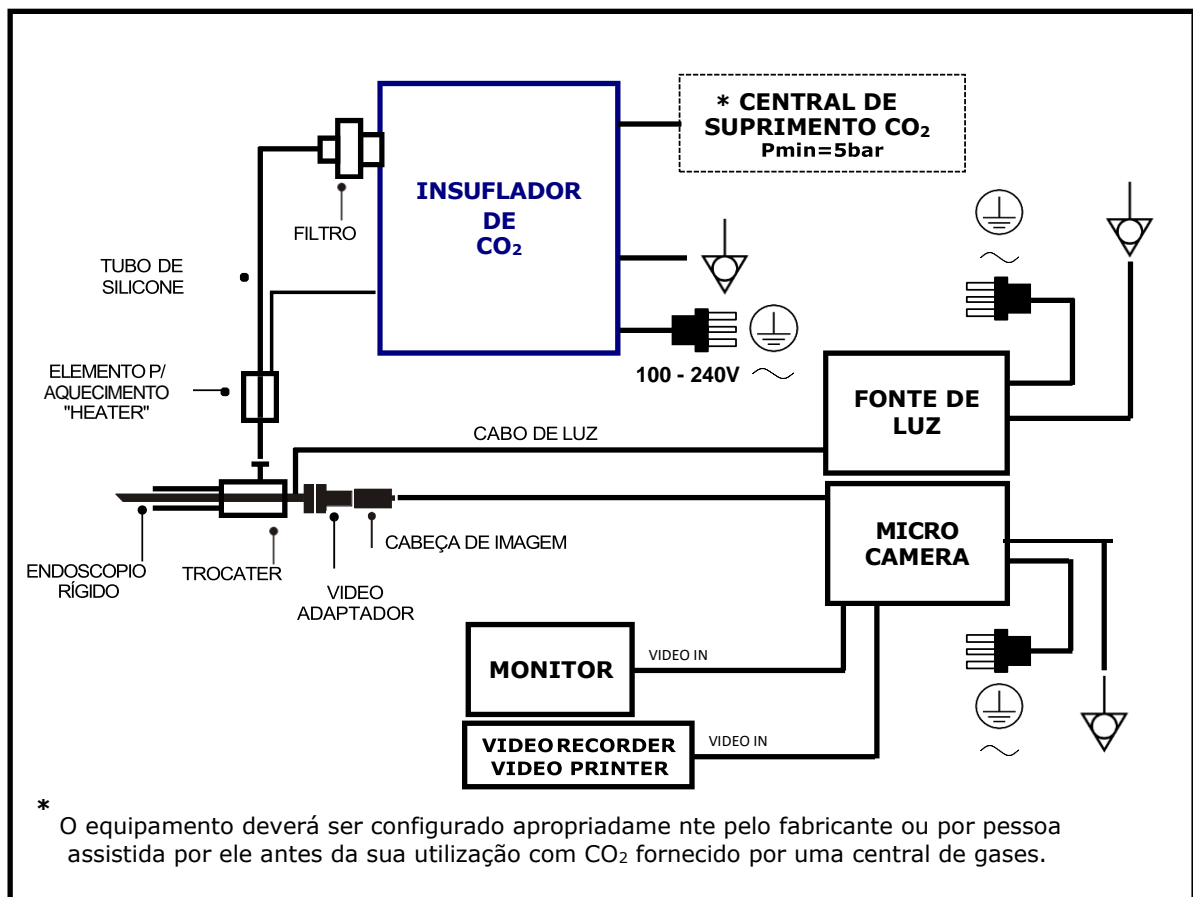 * CENTRAL DE
SUPRIMENTO CO₂
Pmin=5bar
INSUFLADOR
DE
CO₂
FILTRO
TUBO DE
SILICONE
100 - 240V
ELEMENTO P/
AQUECIMENTO
"HEATER"
FONTE DE
LUZ
CABO DE LUZ
MICRO
CAMERA
CABEÇA DE IMAGEM
ENDOSCOPIO
RÍGIDO
TROCATER
VIDEO
ADAPTADOR
MONITOR
VIDEO IN
VIDEO RECORDER
VIDEO PRINTER
VIDEO IN
*
O equipamento deverá ser configurado apropriadame nte pelo fabricante ou por pessoa
assistida por ele antes da sua utilização com CO₂ fornecido por uma central de gases.